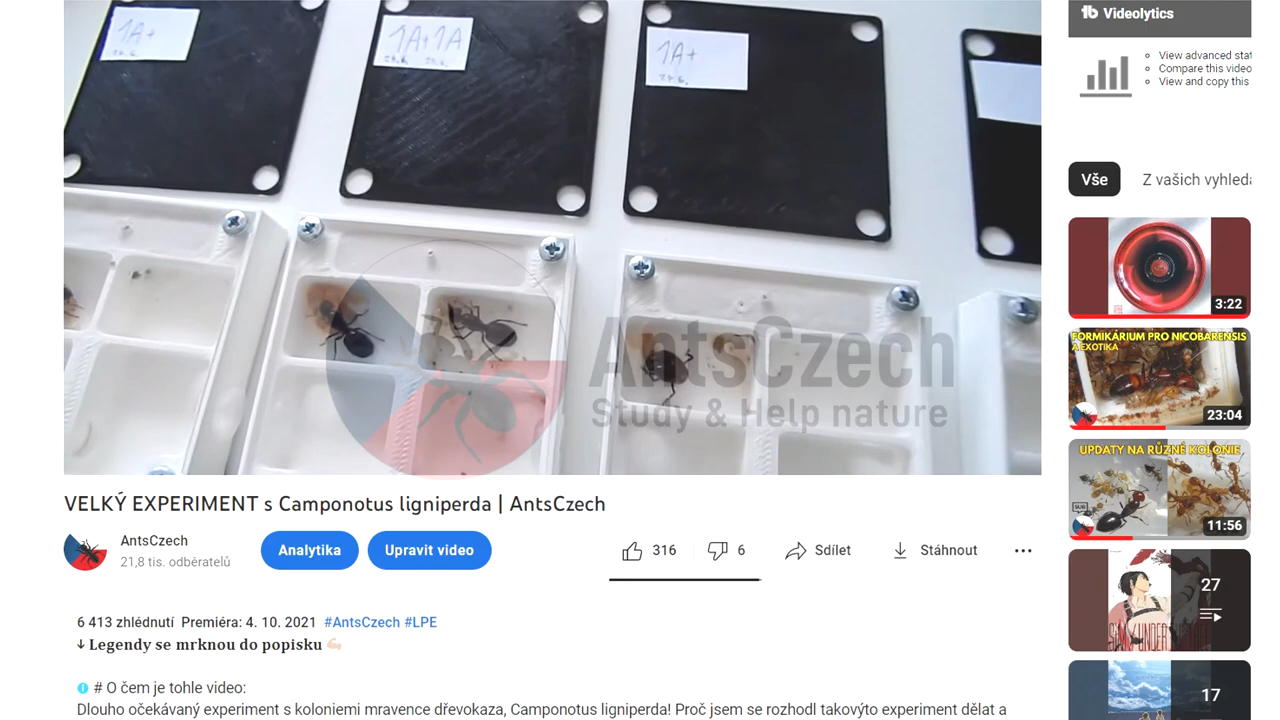 1A+
1A+1A
1A+
AntsCzech
Study & Help nature
VELKÝ EXPERIMENT s Camponotus ligniperda | AntsCzech
AntsCzech
21,8 tis. odběratelů
Analytika
Upravit video
316
6
Sdílet
Stáhnout
6 413 zhlédnutí Premiéra: 4. 10. 2021 #AntsCzech #LPE
↓ Legendy se mrknou do popisku 💪🏻
# O čem je tohle video:
Dlouho očekávaný experiment s koloniemi mravence dřevokaza, Camponotus ligniperda! Proč jsem se rozhodl takovýto experiment dělat a
Videolytics
View advanced stat
Compare this video
View and copy this
Vše
Z vašich vyhledá
3:22
FORMIKÁRIUM PRO NICOBARENSIS
A EXOTIKA
23:04
UPDATY NA RŮZNÉ KOLONIE
11:56
27
17